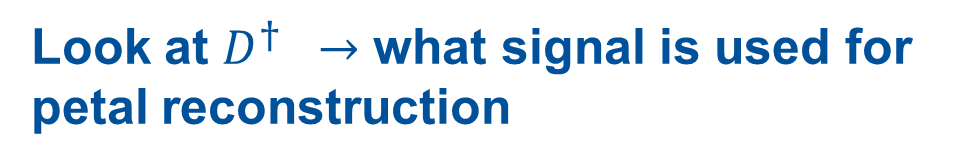 Look at D† → what signal is used for
petal reconstruction